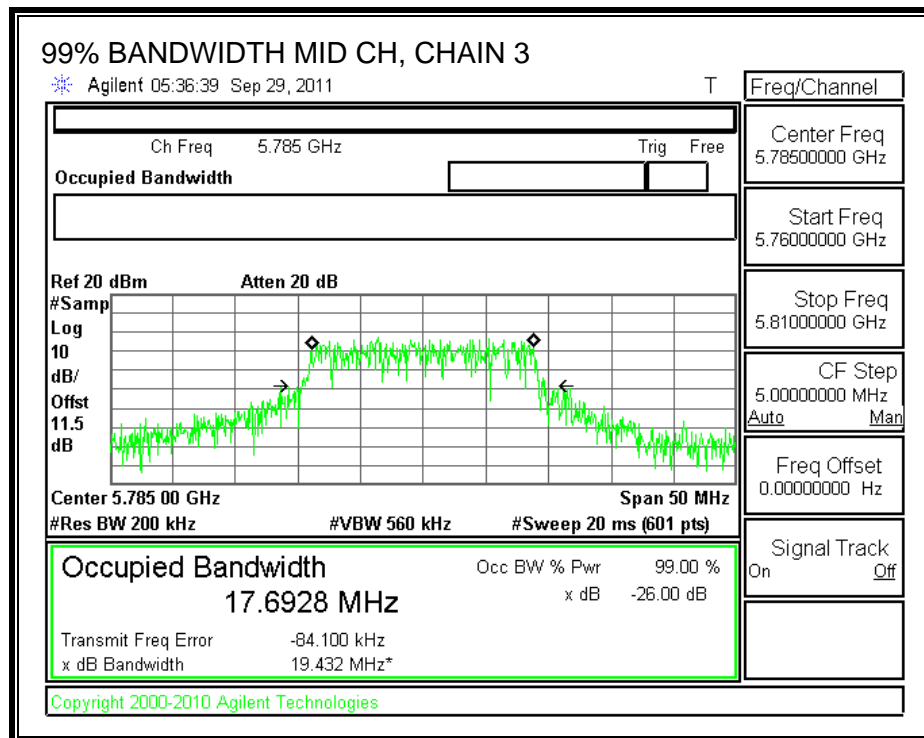 99% BANDWIDTH MID CH, CHAIN 3
Agilent 05:36:39 Sep 29, 2011 T
Freq/Channel
Ch Freq 5.785 GHz Trig Free
Occupied Bandwidth
Center Freq
5.78500000 GHz
Start Freq
5.76000000 GHz
Stop Freq
5.81000000 GHz
CF Step
5.00000000 MHz
Auto Man
Freq Offset
0.00000000 Hz
Signal Track
On Off
Ref 20 dBm Atten 20 dB
#Samp
Log
10
dB/
Offst
11.5
dB
Center 5.785 00 GHz Span 50 MHz
#Res BW 200 kHz #VBW 560 kHz #Sweep 20 ms (601 pts)
Occupied Bandwidth Occ BW % Pwr 99.00 %
17.6928 MHz x dB -26.00 dB
Transmit Freq Error -84.100 kHz
x dB Bandwidth 19.432 MHz*
Copyright 2000-2010 Agilent Technologies